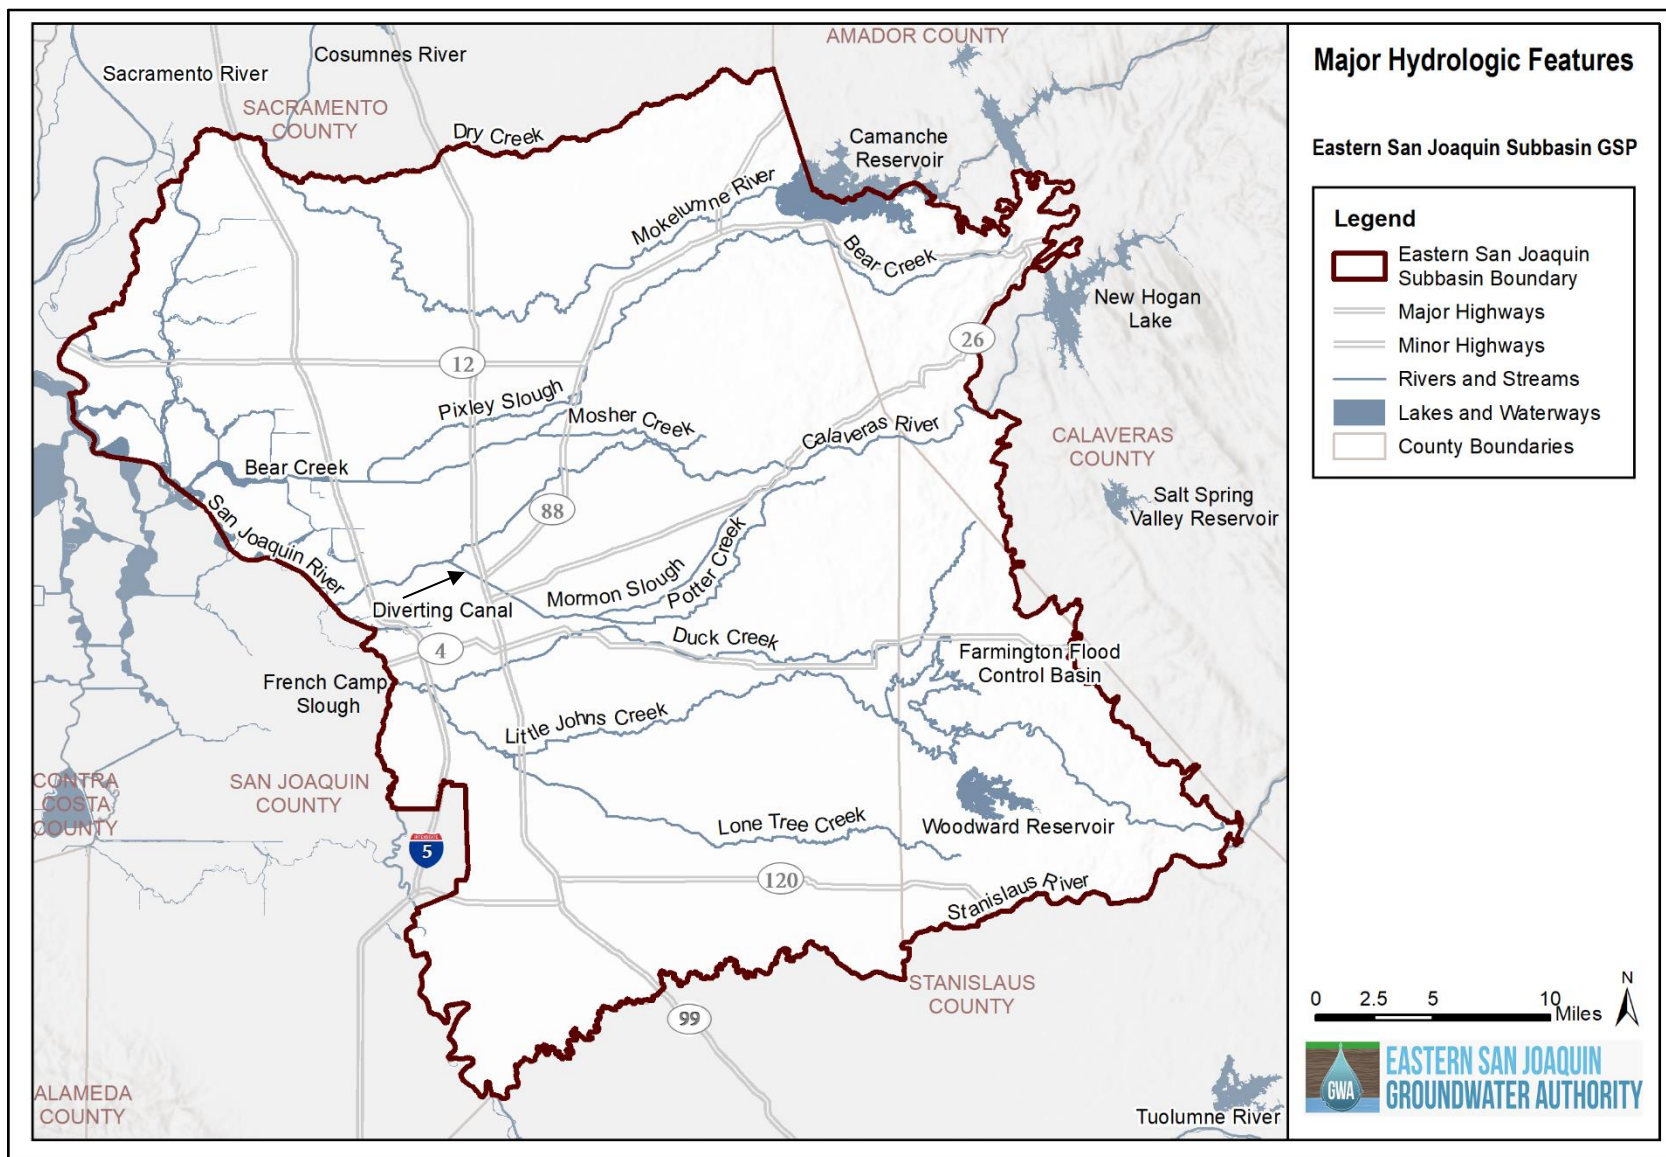 Major Hydrologic Features
Eastern San Joaquin Subbasin GSP
Legend
Eastern San Joaquin
Subbasin Boundary
Major Highways
Minor Highways
Rivers and Streams
Lakes and Waterways
County Boundaries
AMADOR COUNTY
Cosumnes River
Sacramento River
SACRAMENTO
COUNTY
Dry Creek
Camanche
Reservoir
Mokelumne River
Bear Creek
New Hogan
Lake
26
12
Pixley Slough
Mosher Creek
Calaveras River
CALAVERAS
COUNTY
Bear Creek
Salt Spring
Valley Reservoir
88
San Joaquin River
Diverting Canal
Mormon Slough
Potter Creek
Duck Creek
4
Farmington Flood
Control Basin
French Camp
Slough
Little Johns Creek
CONTRA
COSTA
COUNTY
SAN JOAQUIN
COUNTY
Lone Tree Creek
Woodward Reservoir
INTERSTATE
5
120
Stanislaus River
STANISLAUS
COUNTY
99
ALAMEDA
COUNTY
Tuolumne River
N
0 2.5 5 10
Miles
GWA
EASTERN SAN JOAQUIN
GROUNDWATER AUTHORITY